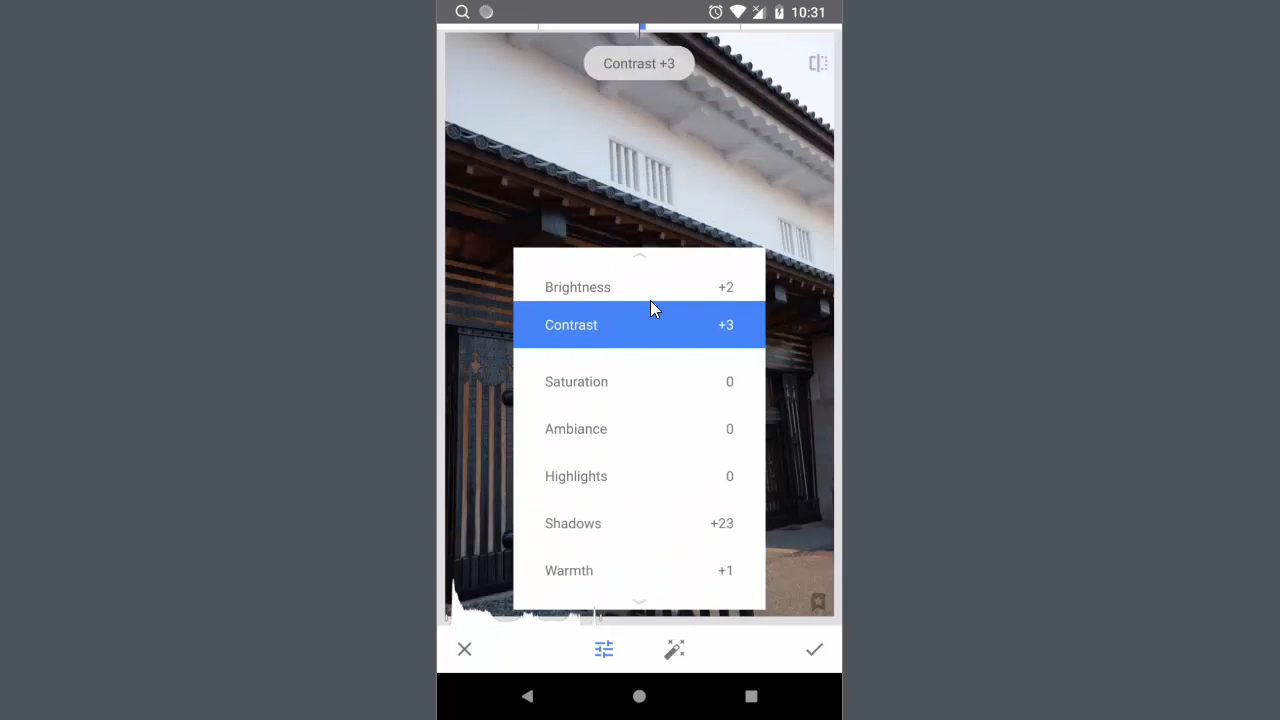 10:31
Contrast +3
Brightness +2
Contrast +3
Saturation 0
Ambiance 0
Highlights 0
Shadows +23
Warmth +1